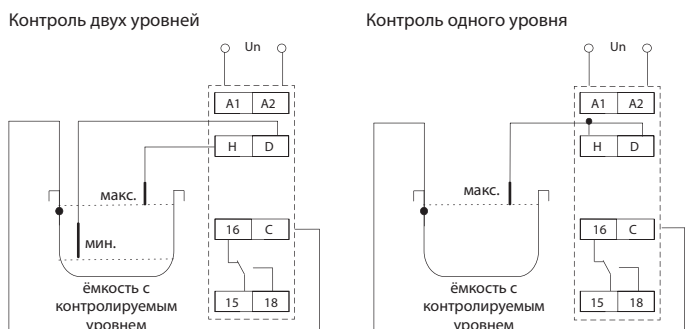 Контроль двух уровней
Un
A1 A2
H D
макс.
мин.
16 C
15 18
ёмкость с
контролируемым
уровнем
Контроль одного уровня
Un
A1 A2
H D
макс.
16 C
15 18
ёмкость с
контролируемым
уровнем